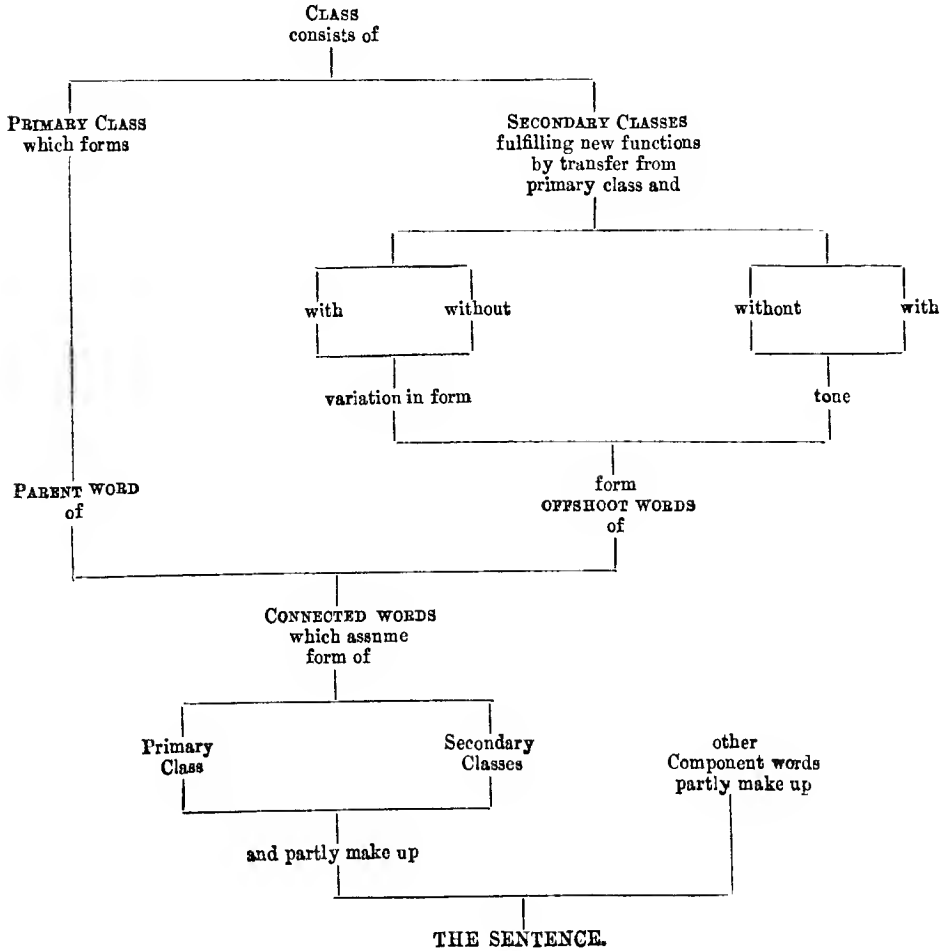 CLASS
consists of
PRIMARY CLASS
which forms
SECONDARY CLASSES
fulfilling new functions
by transfer from
primary class and
with
without
withont
with
variation in form
tone
PARENT WORD
of
form
OFFSHOOT WORDS
of
CONNECTED WORDS
which assnme
form of
Primary
Class
Secondary
Classes
other
Component words
partly make up
and partly make up
THE SENTENCE.